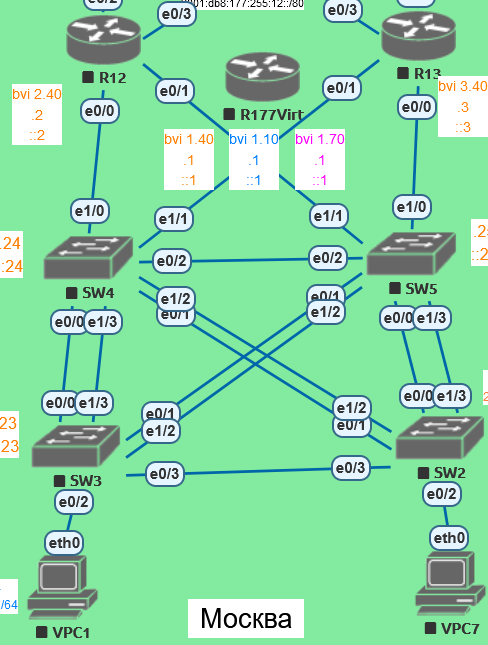 e0/2
e0/3
001:db8:177:255:12::/80
e0/3
R12
R177Virt
R13
e0/1
e0/1
bvi 2.40
.2
::2
e0/0
bvi 3.40
.3
::3
e0/0
bvi 1.40
.1
::1
bvi 1.10
.1
::1
bvi 1.70
.1
::1
e1/0
e1/1
e1/1
e1/0
.24
:24
SW4
e0/2
e0/2
SW5
e1/2
e0/1
e0/1
e1/2
e0/0
e1/3
e0/0
e1/3
e0/0
e1/3
e0/1
e1/2
e1/2
e0/1
e0/0
e1/3
23
23
SW3
e0/3
e0/3
SW2
e0/2
e0/2
eth0
eth0
/64
VPC1
Москва
VPC7